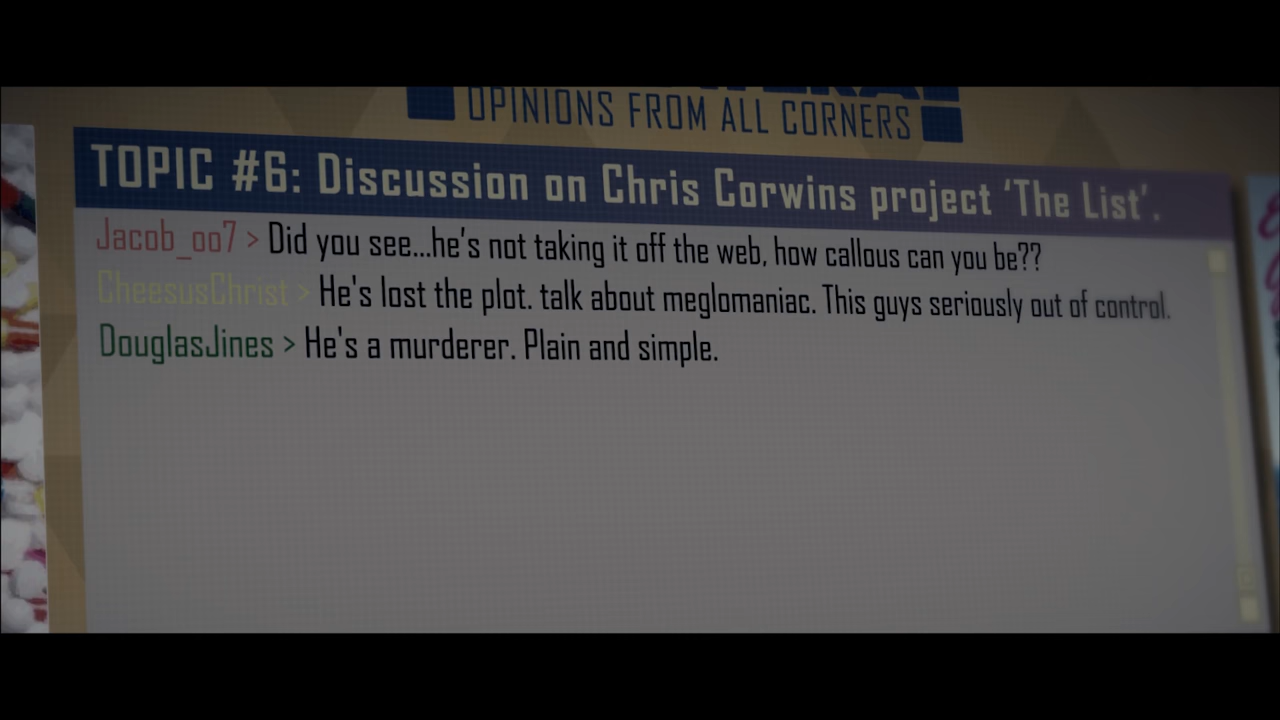 OPINIONS FROM ALL CORNERS
TOPIC #6: Discussion on Chris Corwins project ‘The List’.
Jacob_oo7 > Did you see...he's not taking it off the web, how callous can you be??
CheesusChrist > He's lost the plot. talk about meglomaniac. This guys seriously out of control.
DouglasJines > He's a murderer. Plain and simple.